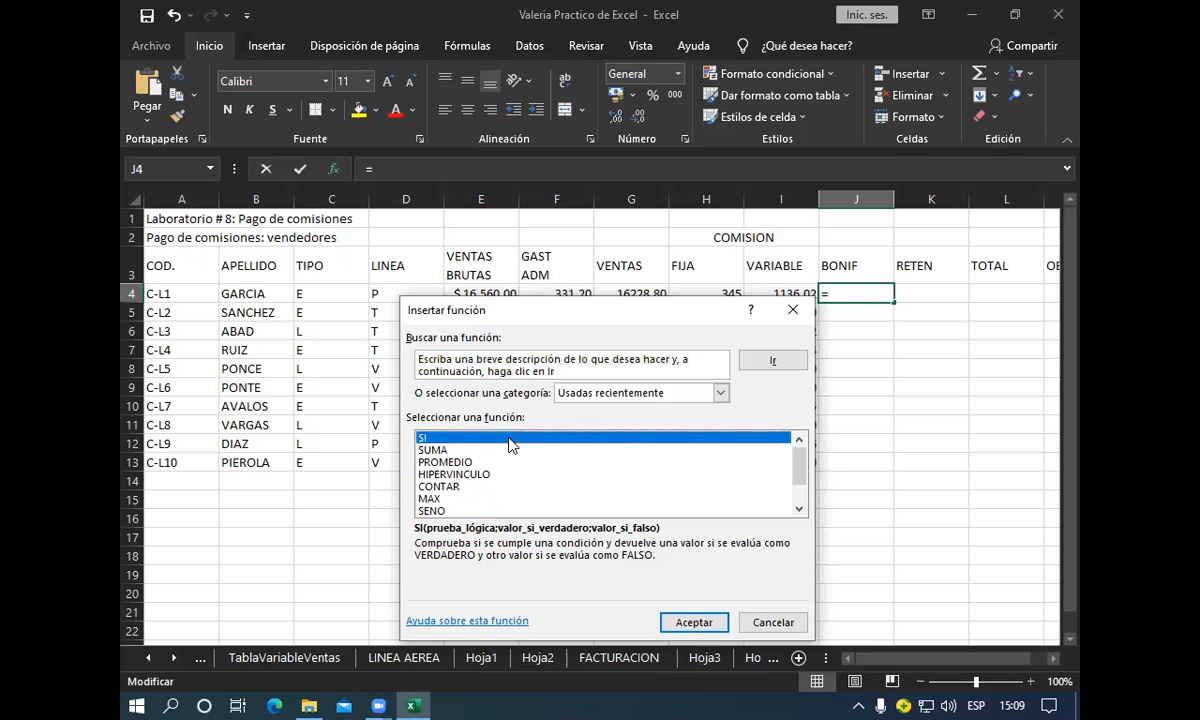 Valeria Practico de Excel - Excel
Inic. ses.
Archivo Inicio Insertar Disposición de página Fórmulas Datos Revisar Vista Ayuda ¿Qué desea hacer? Compartir
Pegar
Calibri 11
General
Formato condicional
Dar formato como tabla
Estilos de celda
Insertar
Eliminar
Formato
N K S
% 000
Portapapeles Fuente Alineación Número Estilos Celdas Edición
J4 fx =
A B C D E F G H I J K L
1 Laboratorio # 8: Pago de comisiones
2 Pago de comisiones: vendedores COMISION
3 COD. APELLIDO TIPO LINEA VENTAS BRUTAS GAST ADM VENTAS FIJA VARIABLE BONIF RETEN TOTAL OB
4 C-L1 GARCIA E P $ 16,560.00 331.20 16228.80 345 1136.02 =
5 C-L2 SANCHEZ E T
6 C-L3 ABAD L T
7 C-L4 RUIZ E T
8 C-L5 PONCE L V
9 C-L6 PONTE E V
10 C-L7 AVALOS E T
11 C-L8 VARGAS L V
12 C-L9 DIAZ L P
13 C-L10 PIEROLA E V
14
15
16
17
18
19
20
21
22
Insertar función
?
Buscar una función:
Escriba una breve descripción de lo que desea hacer y, a
continuación, haga clic en Ir
Ir
O seleccionar una categoría: Usadas recientemente
Seleccionar una función:
SI
SUMA
PROMEDIO
HIPERVINCULO
CONTAR
MAX
SENO
SI(prueba_lógica;valor_si_verdadero;valor_si_falso)
Comprueba si se cumple una condición y devuelve una valor si se evalúa como
VERDADERO y otro valor si se evalúa como FALSO.
Ayuda sobre esta función
Aceptar
Cancelar
... TablaVariableVentas LINEA AEREA Hoja1 Hoja2 FACTURACION Hoja3 Ho ...
Modificar
100%
ESP 15:09